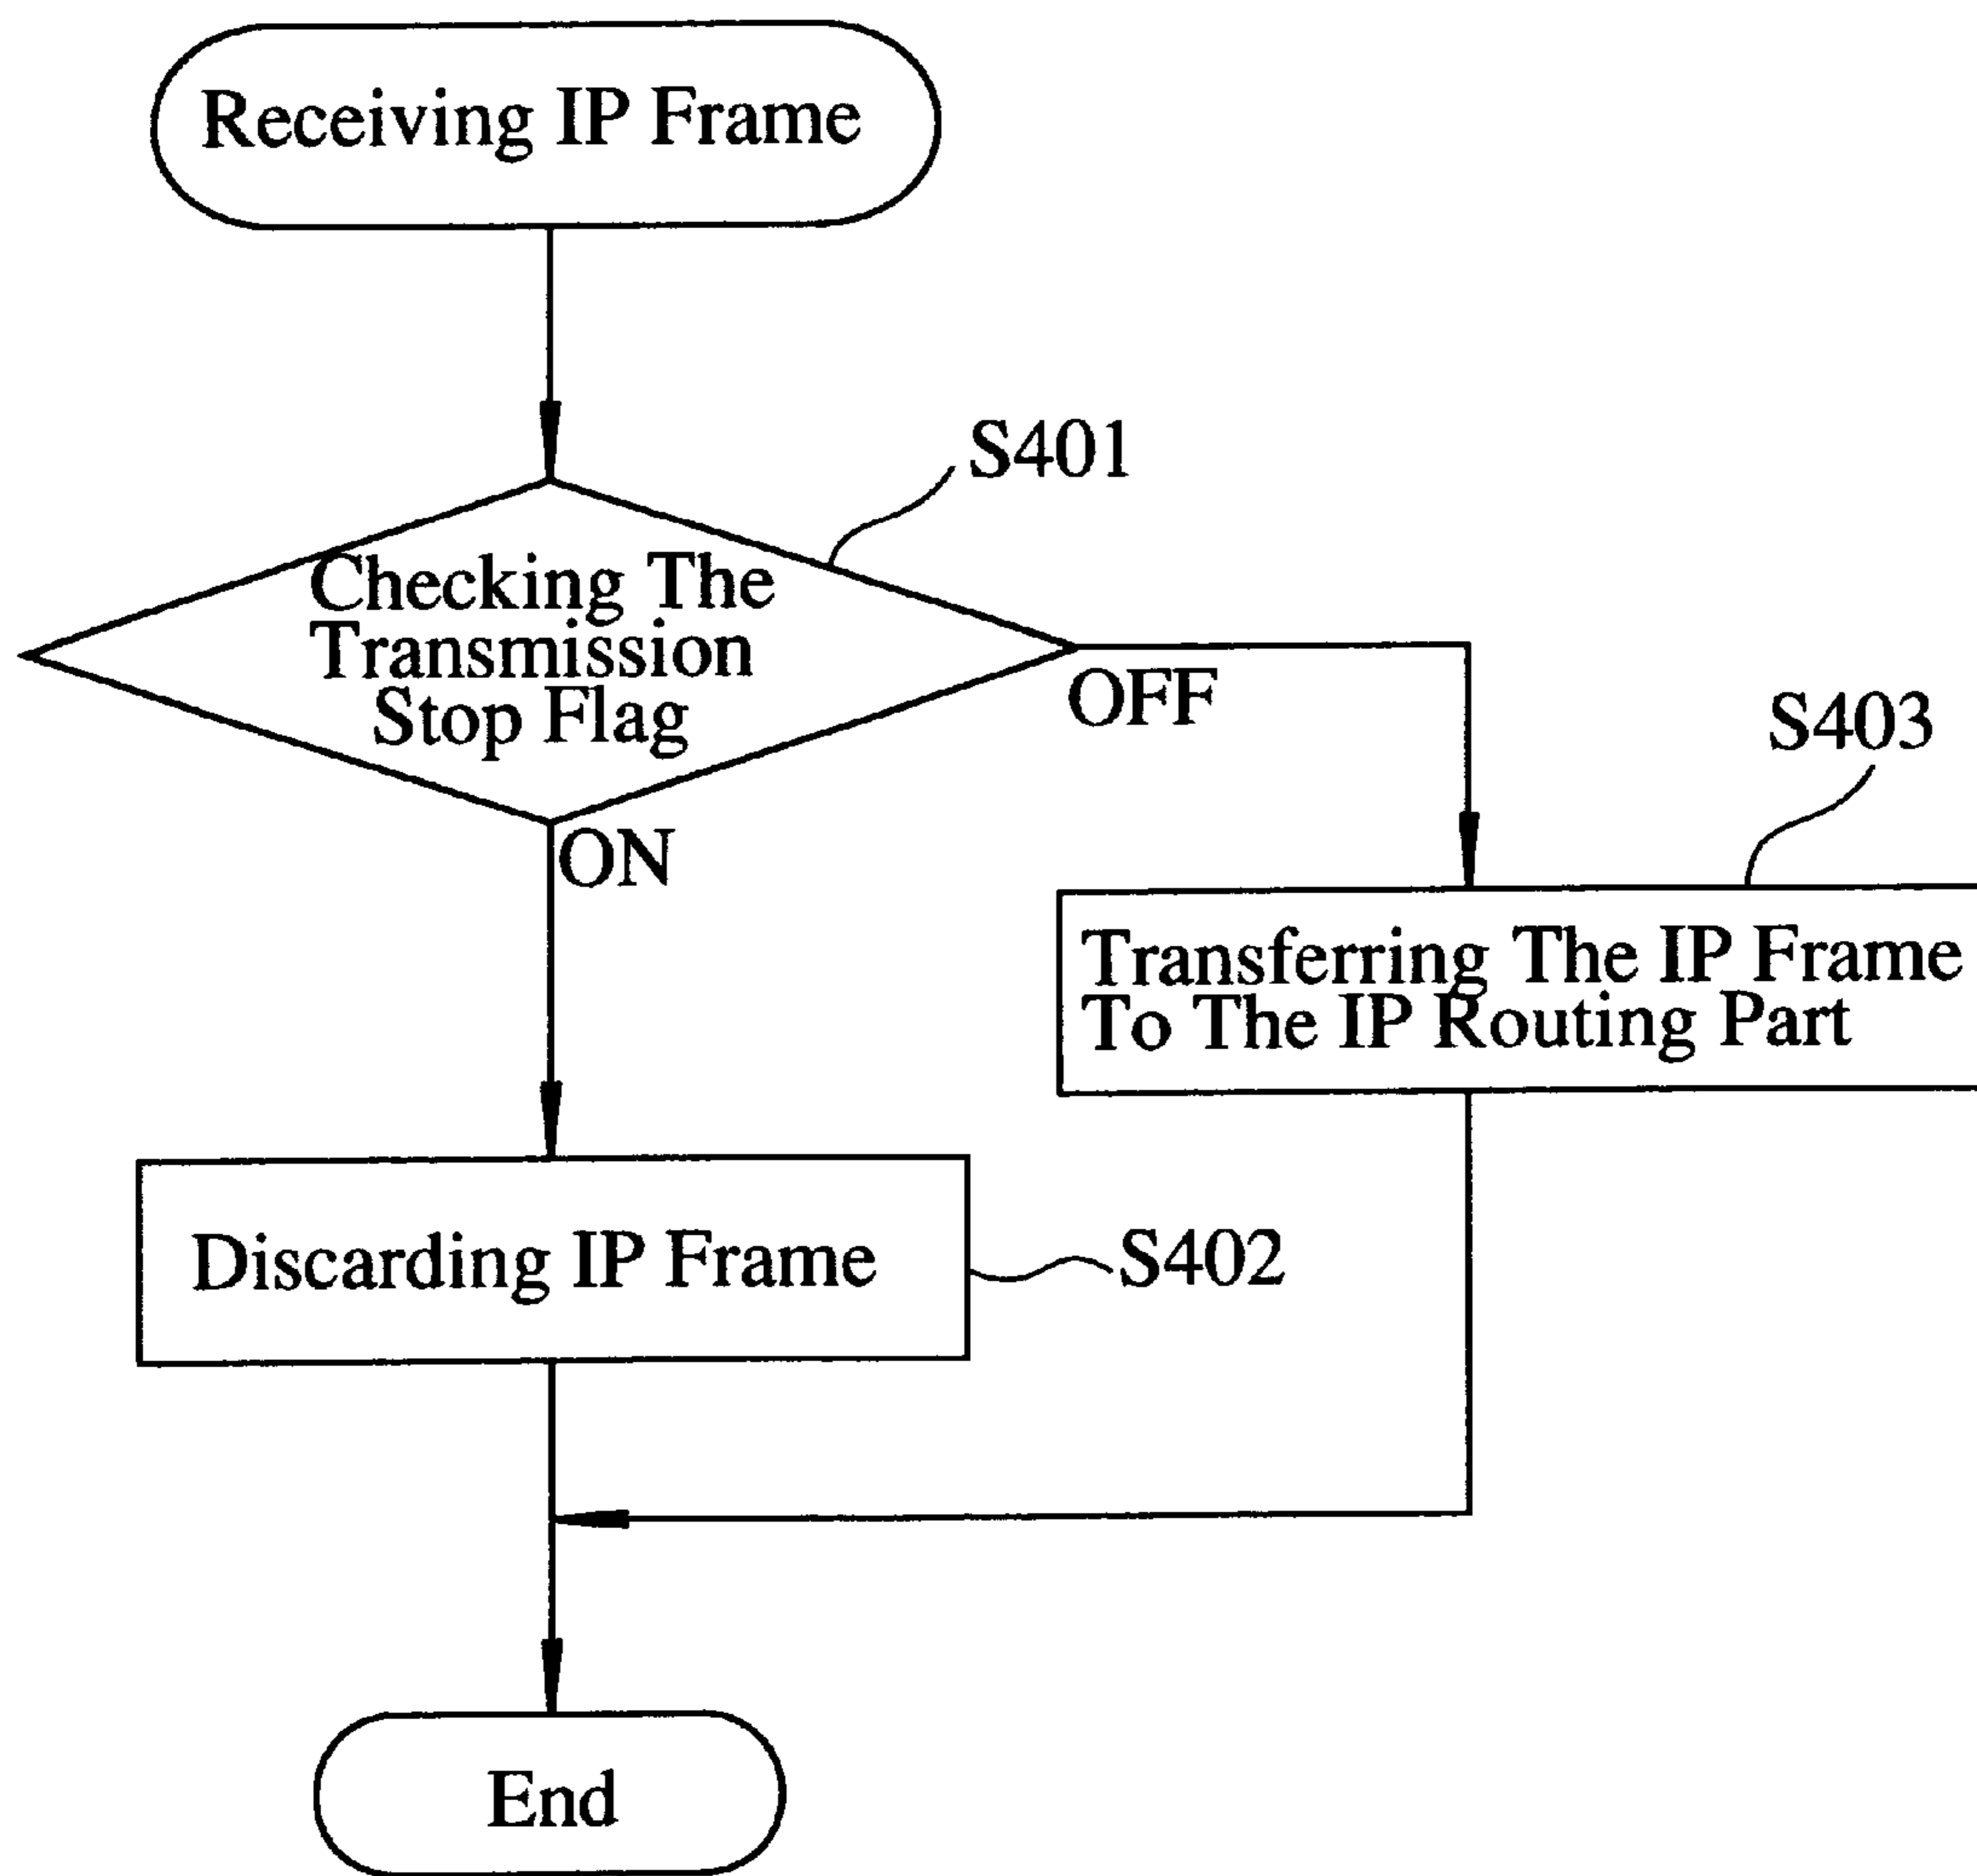 Receiving IP Frame
S401
Checking The
Transmission
Stop Flag
OFF
S403
ON
Transferring The IP Frame
To The IP Routing Part
Discarding IP Frame
S402
End